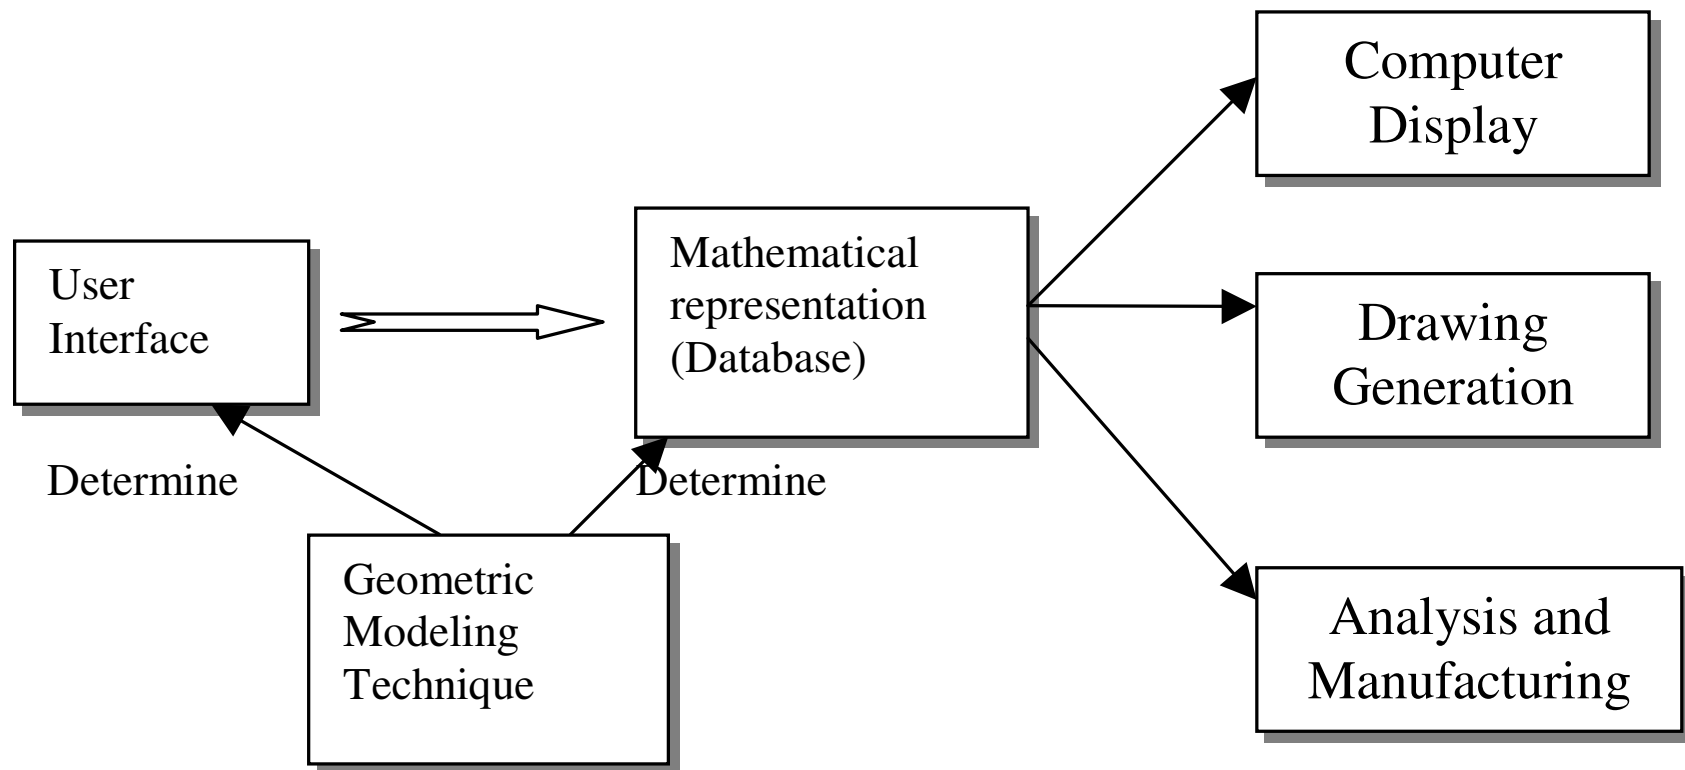 Computer
Display
User
Interface
Mathematical
representation
(Database)
Drawing
Generation
Determine
Determine
Geometric
Modeling
Technique
Analysis and
Manufacturing